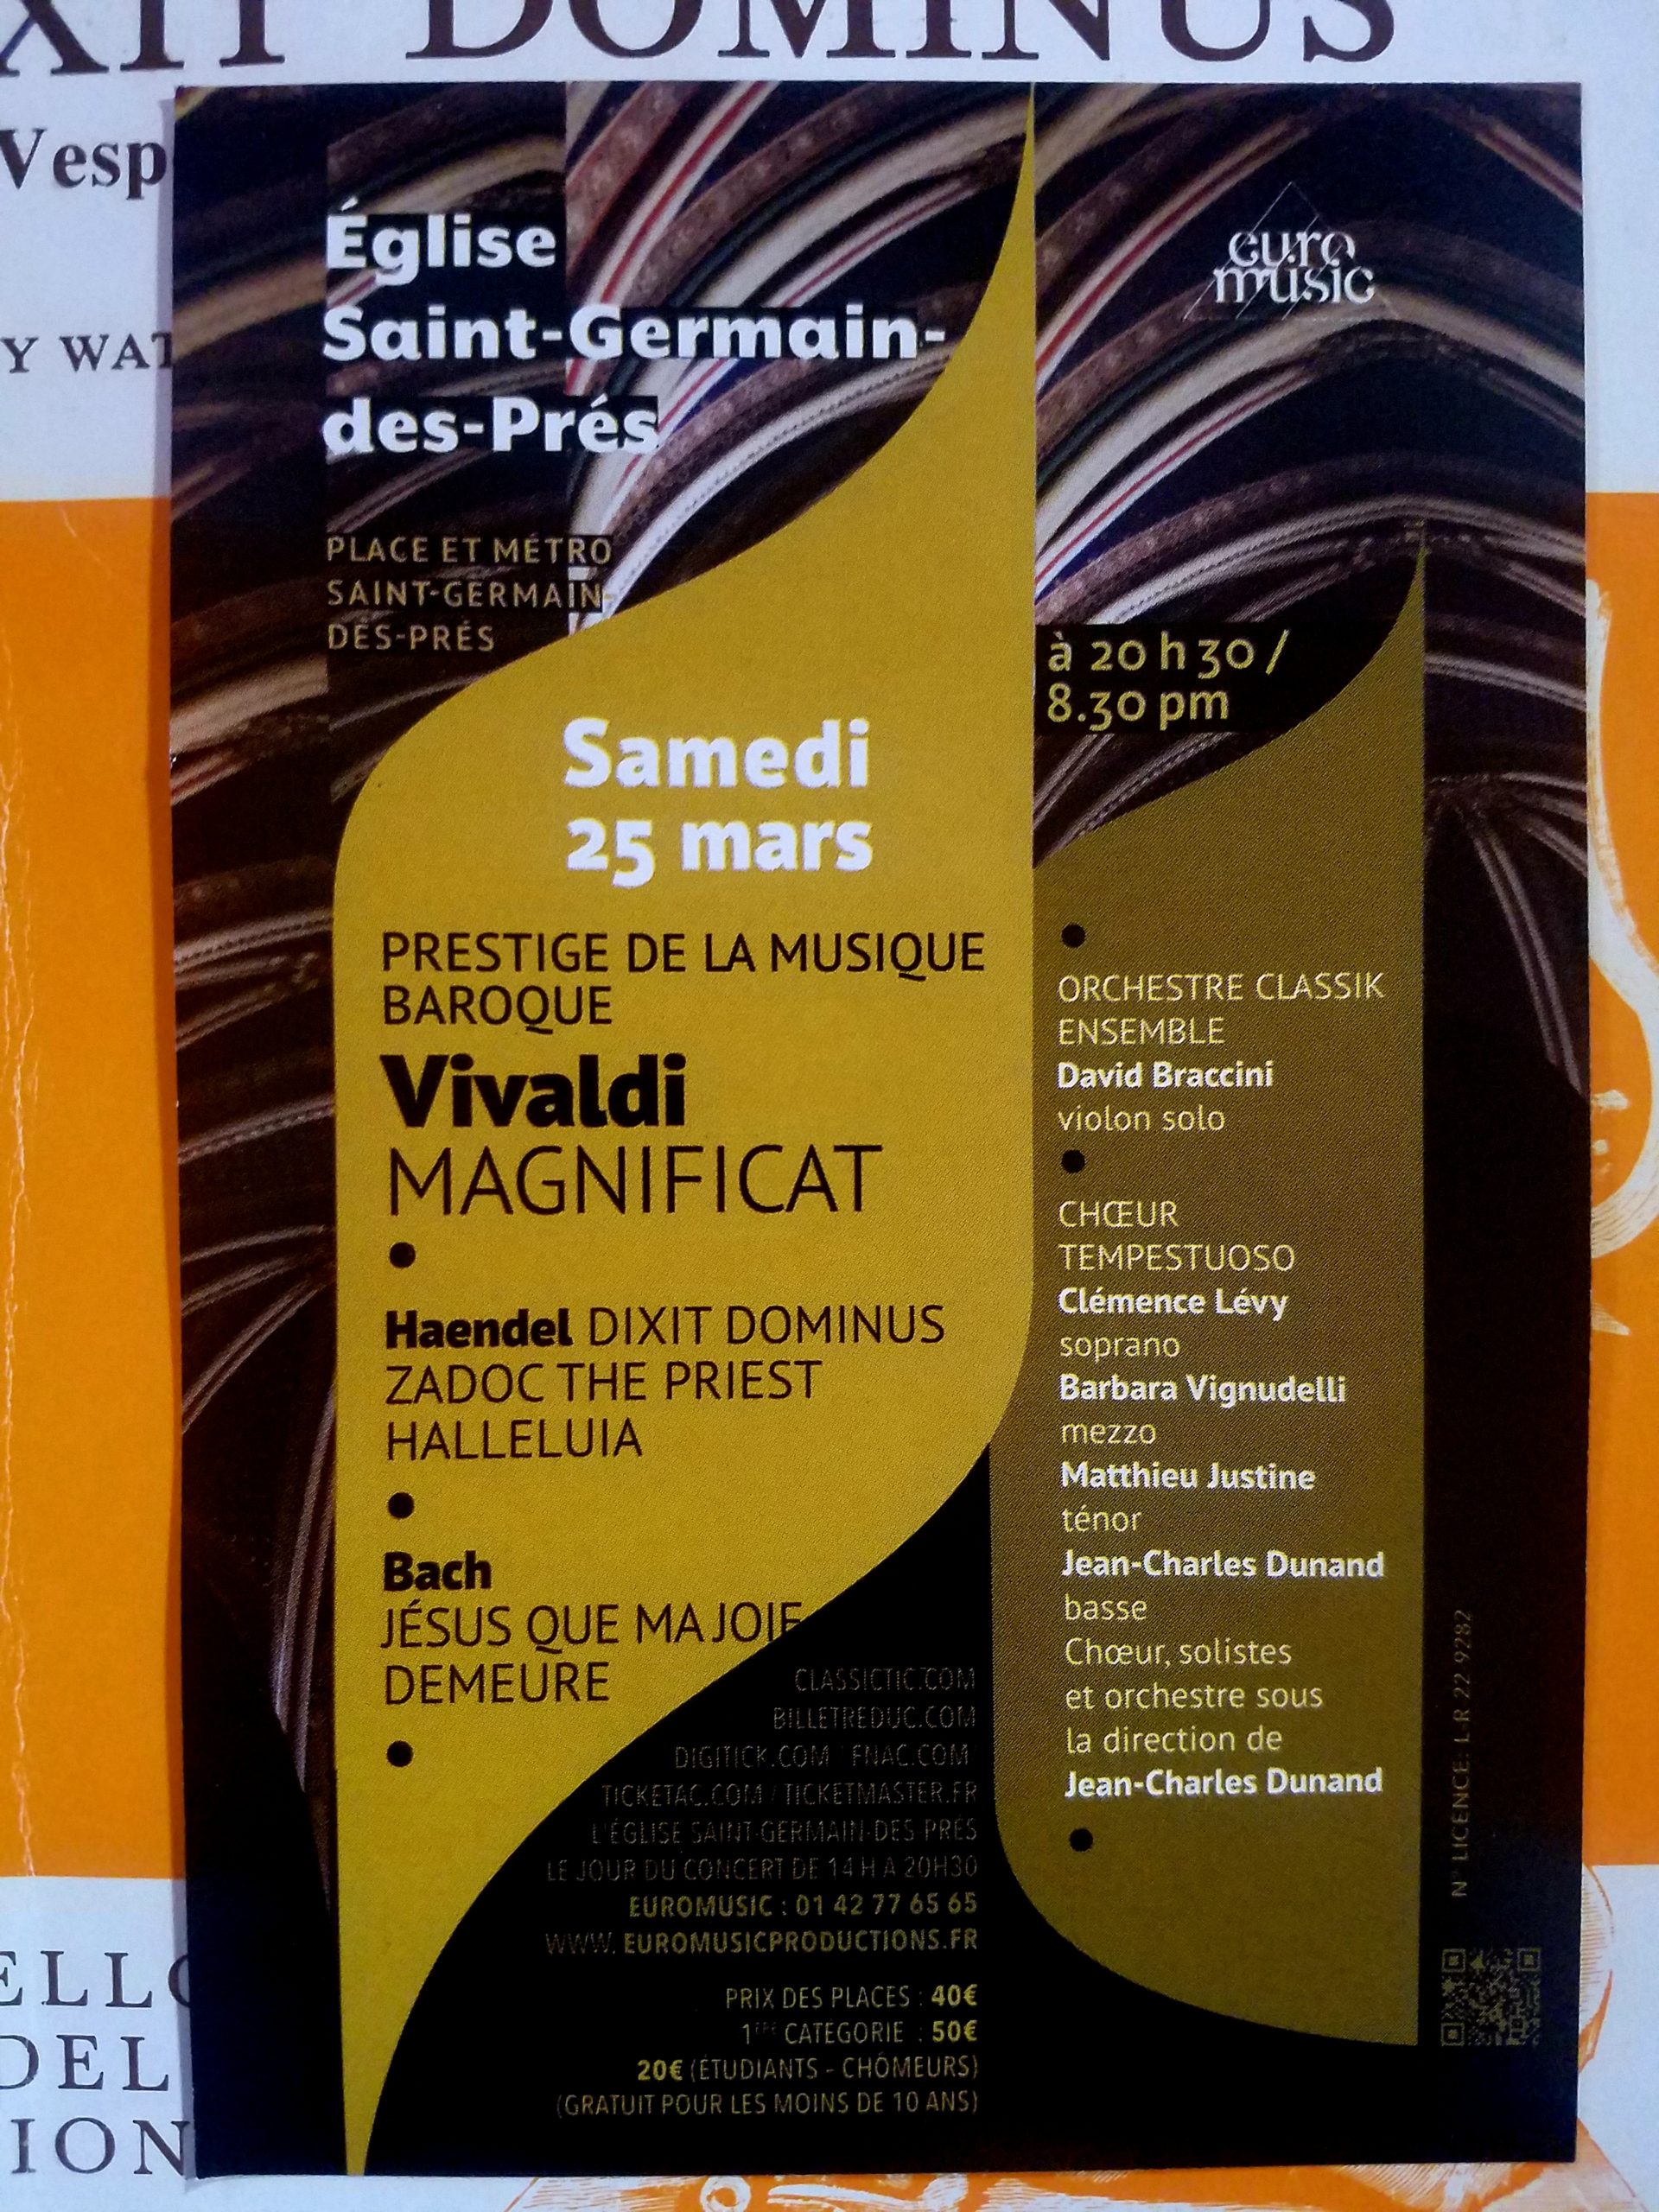 XIT DOMINUS
Vesp
Y WAT
Église
Saint-Germain-
des-Prés
PLACE ET MÉTRO
SAINT-GERMAIN-
DES-PRÉS
euro
music
à 20 h 30 /
8.30 pm
Samedi
25 mars
PRESTIGE DE LA MUSIQUE
BAROQUE
Vivaldi
MAGNIFICAT
•
Haendel DIXIT DOMINUS
ZADOC THE PRIEST
HALLELUIA
•
Bach
JÉSUS QUE MA JOIE
DEMEURE
•
CLASSICTIC.COM
BILLETREDUC.COM
DIGITICK.COM / FNAC.COM
TICKETAC.COM / TICKETMASTER.FR
L'ÉGLISE SAINT-GERMAIN-DES PRÉS
LE JOUR DU CONCERT DE 14 H A 20H30
EUROMUSIC : 01 42 77 65 65
WWW. EUROMUSICPRODUCTIONS.FR
PRIX DES PLACES : 40€
1ère CATEGORIE : 50€
20€ (ÉTUDIANTS - CHÔMEURS)
(GRATUIT POUR LES MOINS DE 10 ANS)
•
ORCHESTRE CLASSIK
ENSEMBLE
David Braccini
violon solo
•
CHŒUR
TEMPESTUOSO
Clémence Lévy
soprano
Barbara Vignudelli
mezzo
Matthieu Justine
ténor
Jean-Charles Dunand
basse
Chœur, solistes
et orchestre sous
la direction de
Jean-Charles Dunand
•
N° LICENCE: L-R 22 9282
ELLO
DEL
ION